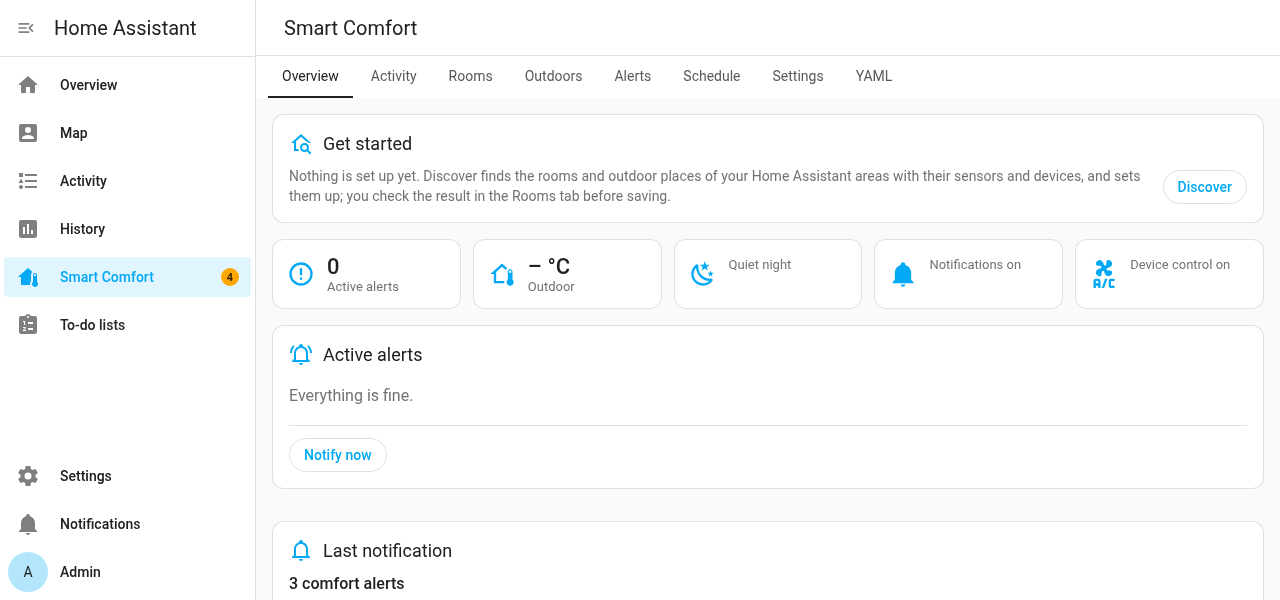 Home Assistant
Overview
Map
Activity
History
Smart Comfort
4
To-do lists
Settings
Notifications
A
Admin
Smart Comfort
Overview
Activity
Rooms
Outdoors
Alerts
Schedule
Settings
YAML
Get started
Nothing is set up yet. Discover finds the rooms and outdoor places of your Home Assistant areas with their sensors and devices, and sets
them up; you check the result in the Rooms tab before saving.
Discover
0
Active alerts
– °C
Outdoor
Quiet night
Notifications on
A/C
Device control on
Active alerts
Everything is fine.
Notify now
Last notification
3 comfort alerts